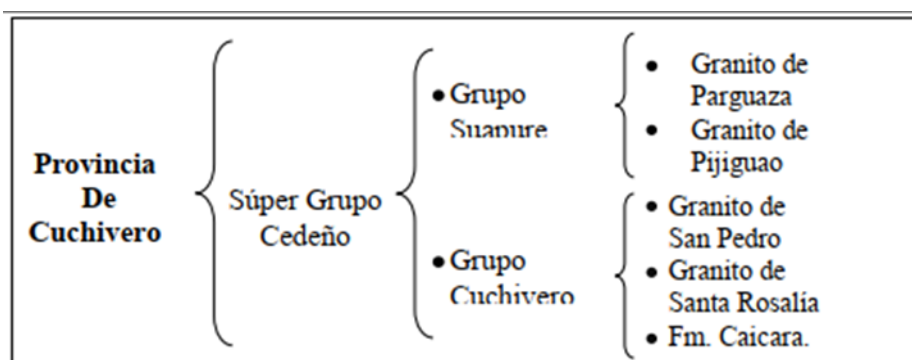 Provincia
De
Cuchivero
Súper Grupo
Cedeño
• Grupo
Suapure
• Granito de
Parguaza
• Granito de
Pijiguao
• Grupo
Cuchivero
• Granito de
San Pedro
• Granito de
Santa Rosalía
• Fm. Caicara.